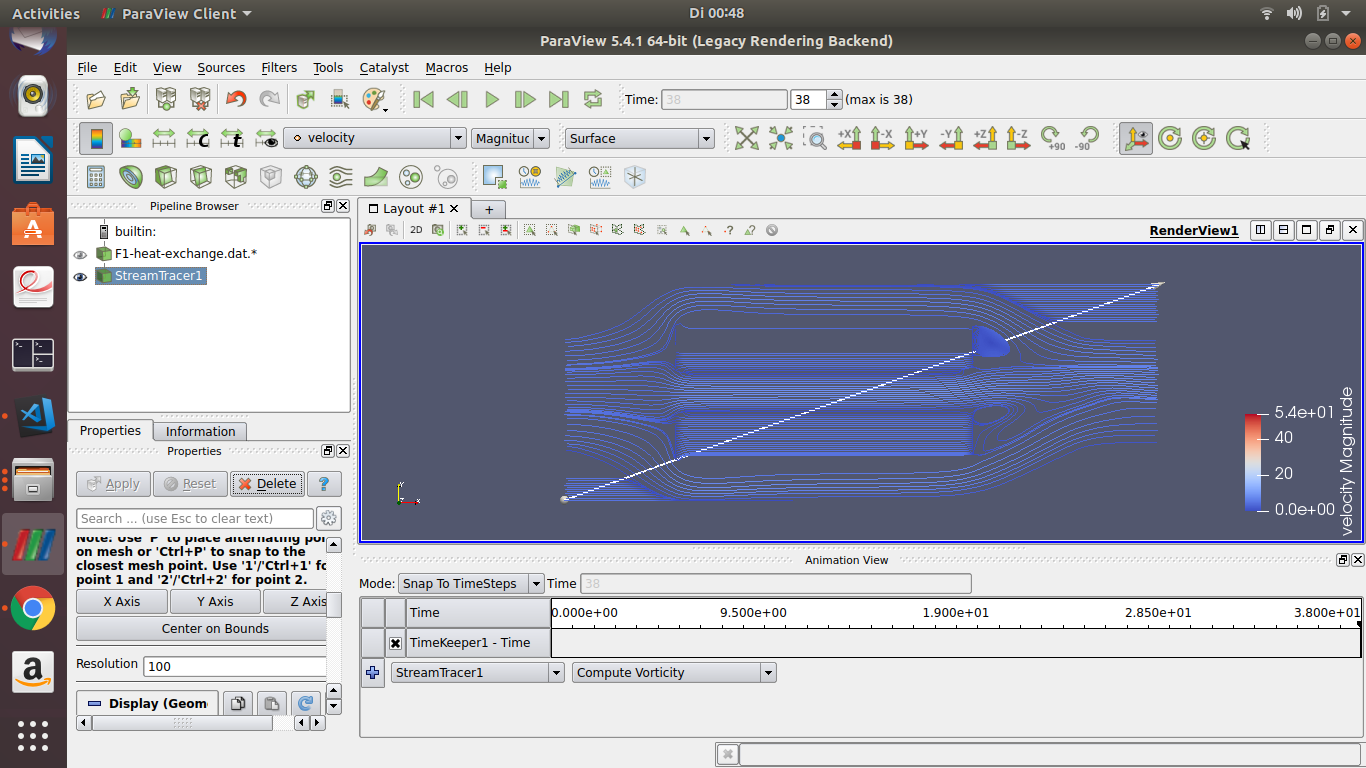 Activities ParaView Client Di 00:48
ParaView 5.4.1 64-bit (Legacy Rendering Backend)
File Edit View Sources Filters Tools Catalyst Macros Help
Time: 38 38 (max is 38)
velocity Magnituc Surface +X -X +Y -Y +Z -Z +90 -90
Pipeline Browser
builtin:
F1-heat-exchange.dat.*
StreamTracer1
Layout #1
2D
RenderView1
5.4e+01
40
20
0.0e+00
velocity Magnitude
Y
X
Properties Information
Properties
Apply Reset Delete ?
Search ... (use Esc to clear text)
Note: Use 'P' to place alternating poi
on mesh or 'Ctrl+P' to snap to the
closest mesh point. Use '1'/'Ctrl+1' fo
point 1 and '2'/'Ctrl+2' for point 2.
X Axis Y Axis Z Axis
Center on Bounds
Resolution 100
Display (Geom
Animation View
Mode: Snap To TimeSteps Time 38
Time 0.000e+00 9.500e+00 1.900e+01 2.850e+01 3.800e+01
TimeKeeper1 - Time
StreamTracer1 Compute Vorticity